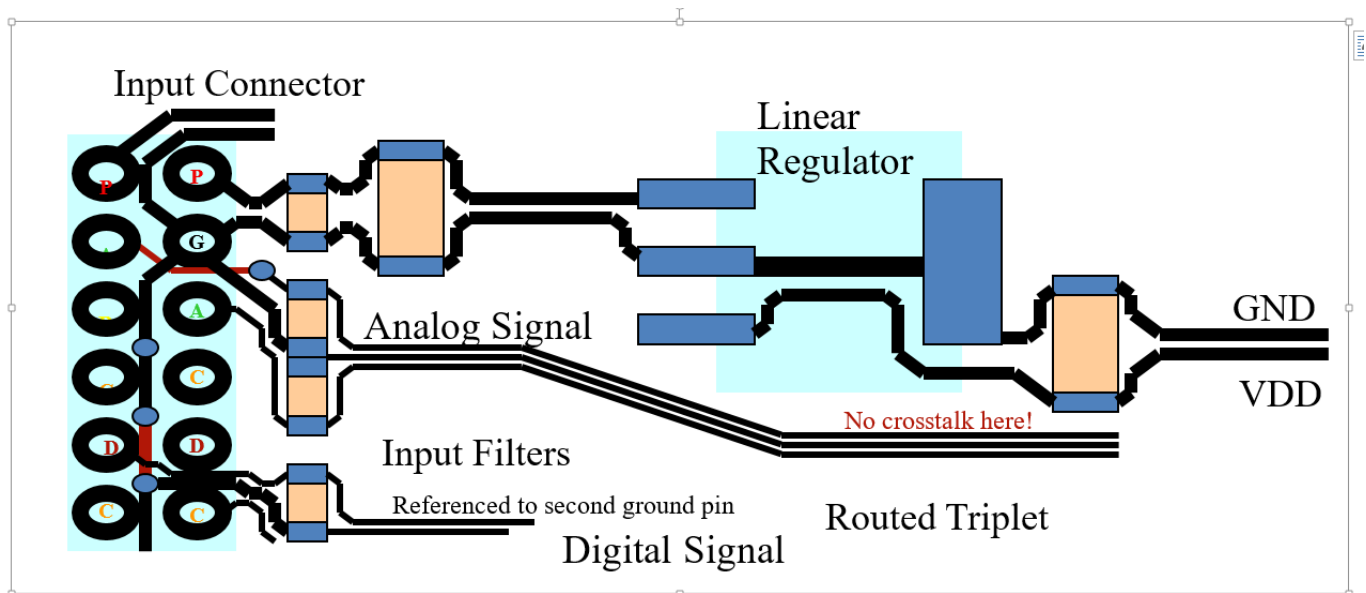 Input Connector
Linear
Regulator
P
P
G
A
C
D
D
C
C
Analog Signal
GND
VDD
No crosstalk here!
Input Filters
Referenced to second ground pin
Routed Triplet
Digital Signal